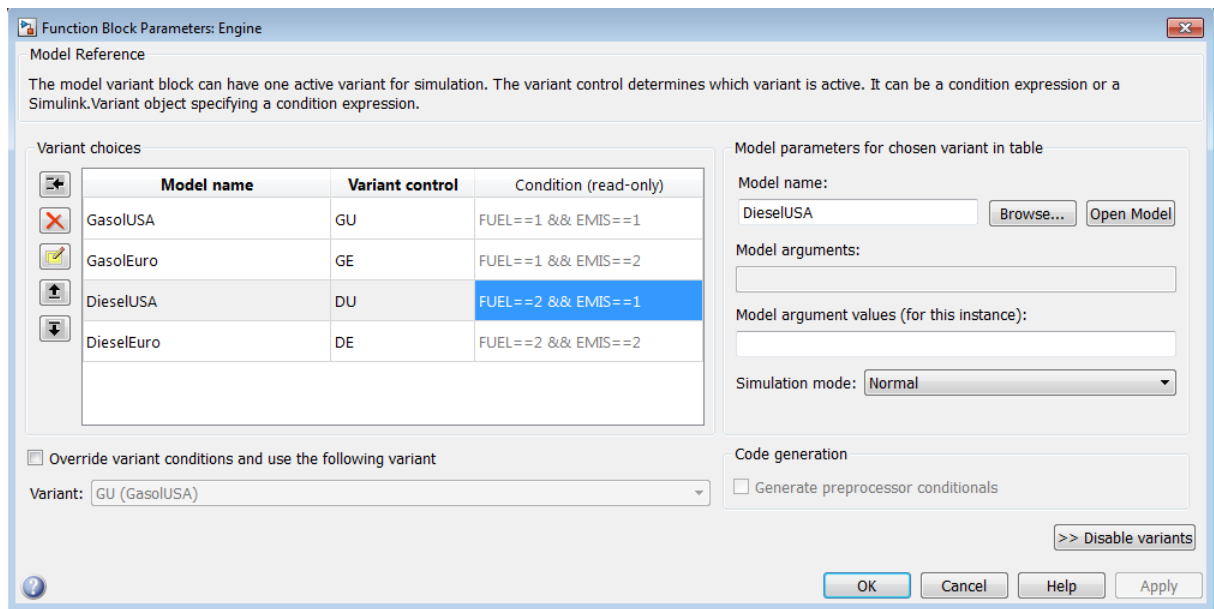 Function Block Parameters: Engine
Model Reference
The model variant block can have one active variant for simulation. The variant control determines which variant is active. It can be a condition expression or a
Simulink.Variant object specifying a condition expression.
Variant choices
Model name Variant control Condition (read-only)
GasolUSA GU FUEL==1 && EMIS==1
GasolEuro GE FUEL==1 && EMIS==2
DieselUSA DU FUEL==2 && EMIS==1
DieselEuro DE FUEL==2 && EMIS==2
Override variant conditions and use the following variant
Variant: GU (GasolUSA)
Model parameters for chosen variant in table
Model name:
DieselUSA Browse... Open Model
Model arguments:
Model argument values (for this instance):
Simulation mode: Normal
Code generation
Generate preprocessor conditionals
>> Disable variants
? OK Cancel Help Apply